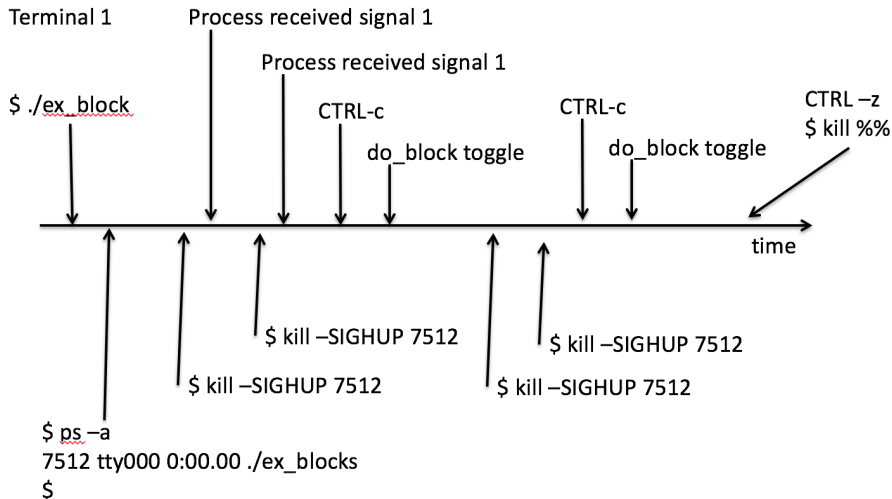 Terminal 1
Process received signal 1
Process received signal 1
$ ./ex_block
CTRL-c
do_block toggle
CTRL-c
do_block toggle
CTRL –z
$ kill %%
time
$ kill –SIGHUP 7512
$ kill –SIGHUP 7512
$ kill –SIGHUP 7512
$ kill –SIGHUP 7512
$ ps –a
7512 tty000 0:00.00 ./ex_blocks
$